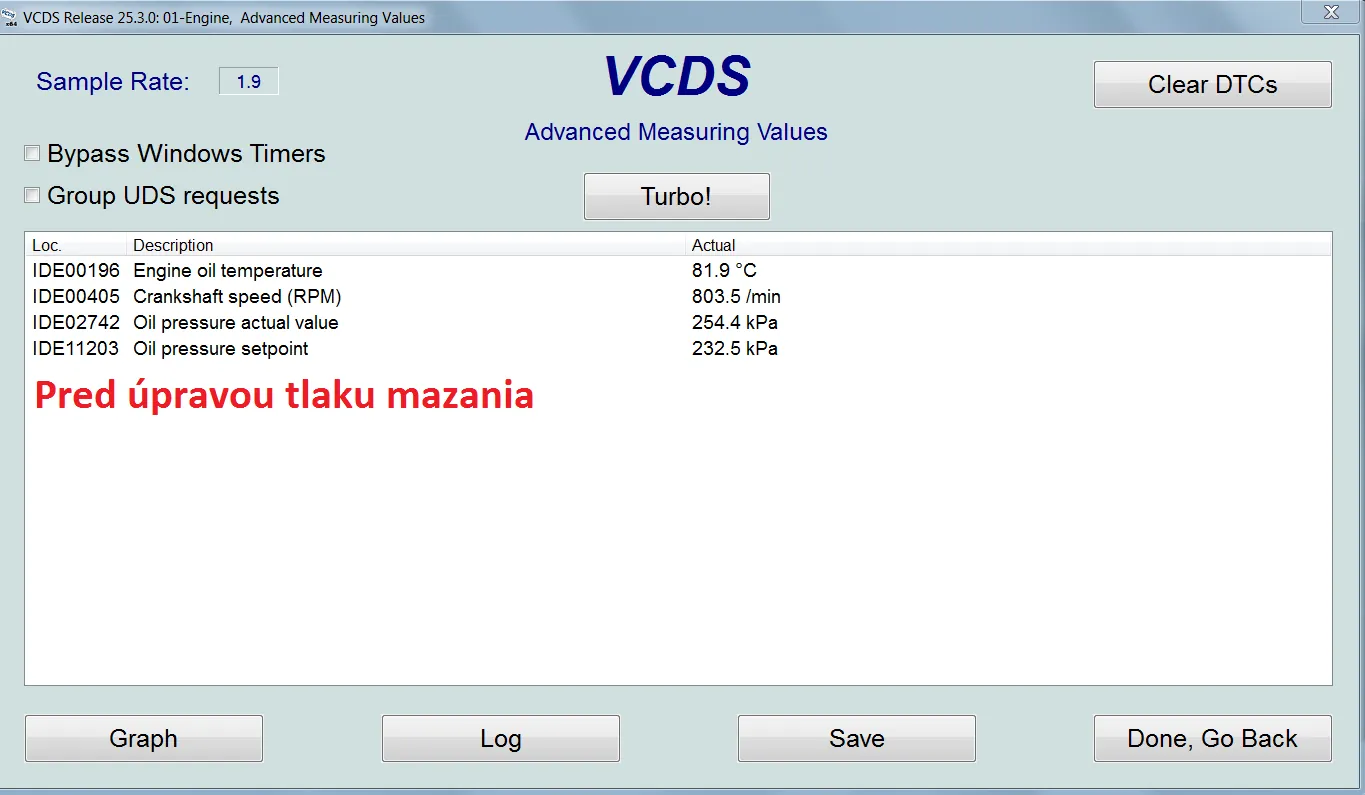 VCDS Release 25.3.0: 01-Engine, Advanced Measuring Values
Sample Rate: 1.9
VCDS
Clear DTCs
Advanced Measuring Values
Bypass Windows Timers
Group UDS requests
Turbo!
Loc. Description Actual
IDE00196 Engine oil temperature 81.9 °C
IDE00405 Crankshaft speed (RPM) 803.5 /min
IDE02742 Oil pressure actual value 254.4 kPa
IDE11203 Oil pressure setpoint 232.5 kPa
Pred úpravou tlaku mazania
Graph Log Save Done, Go Back